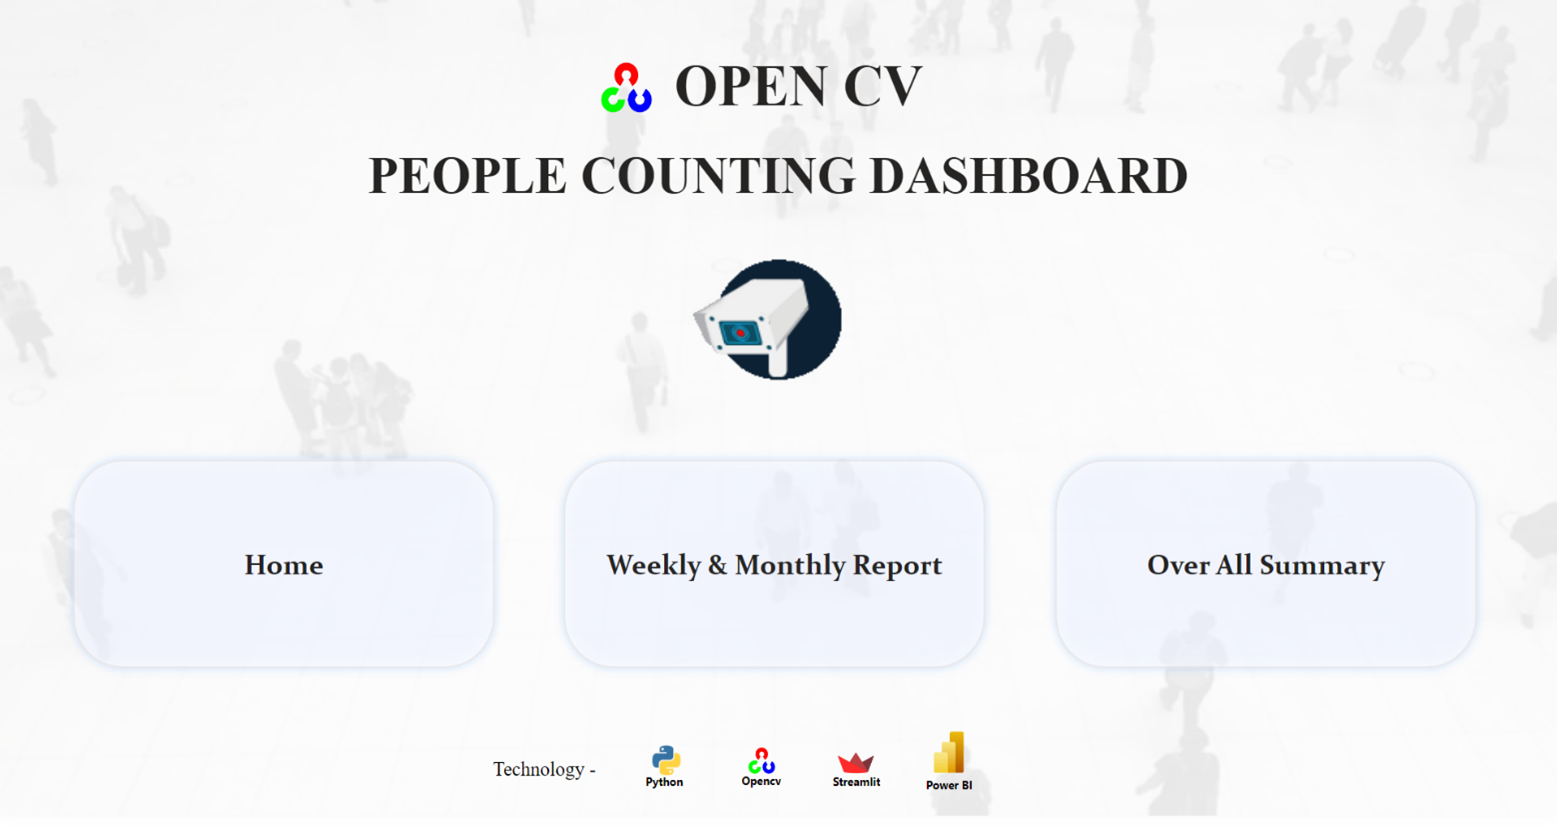 OPEN CV
PEOPLE COUNTING DASHBOARD
Home
Weekly & Monthly Report
Over All Summary
Technology -
Python
Opencv
Streamlit
Power BI